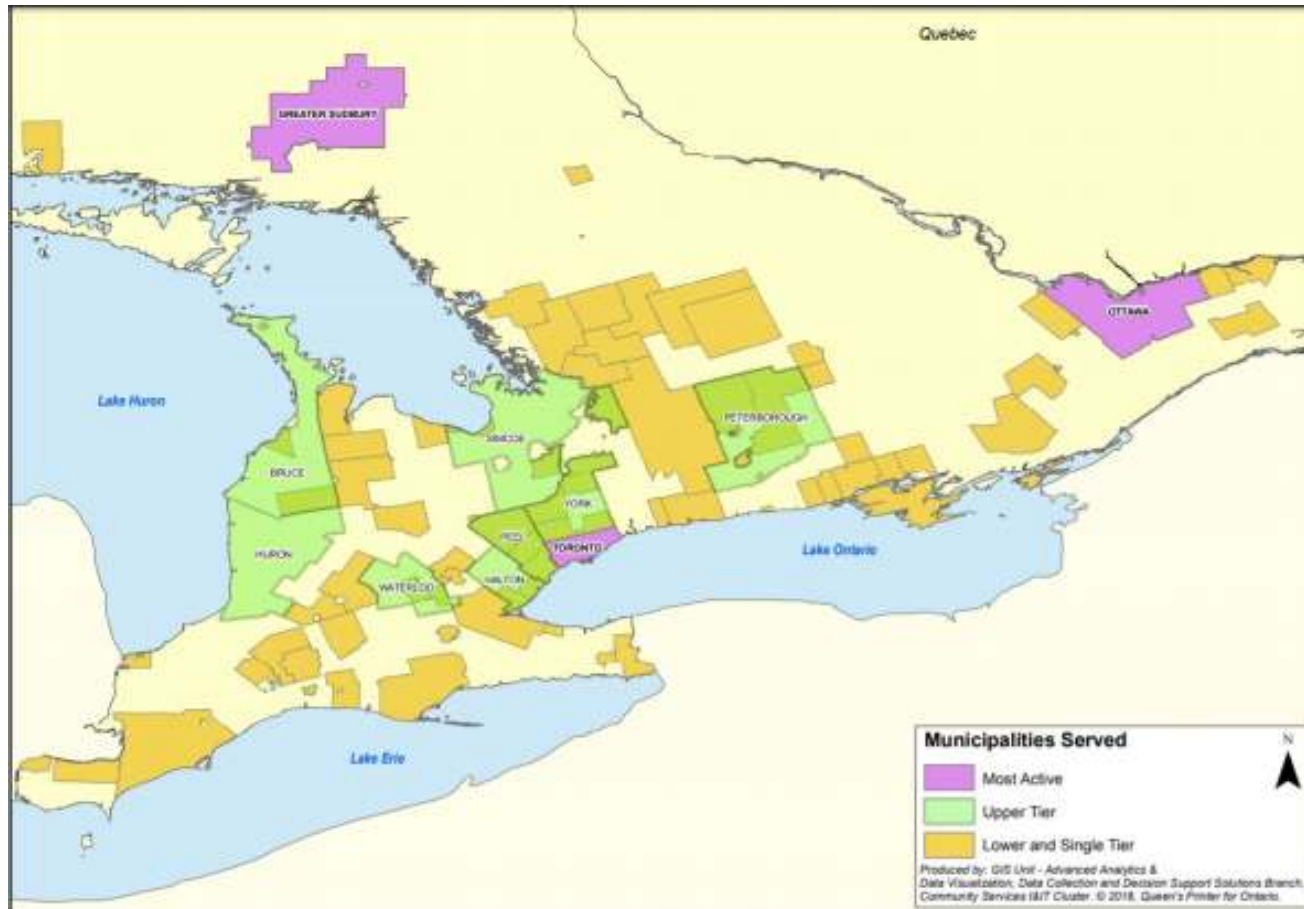 Quebec
GREATER SUDBURY
OTTAWA
Lake Huron
PETERBOROUGH
SIMCOE
BRUCE
YORK
PEEL
TORONTO
Lake Ontario
HURON
HALTON
WATERLOO
Lake Erie
Municipalities Served
N
Most Active
Upper Tier
Lower and Single Tier
Produced by: GIS Unit - Advanced Analytics &
Data Visualization, Data Collection and Decision Support Solutions Branch,
Community Services I&IT Cluster. © 2018, Queen's Printer for Ontario.